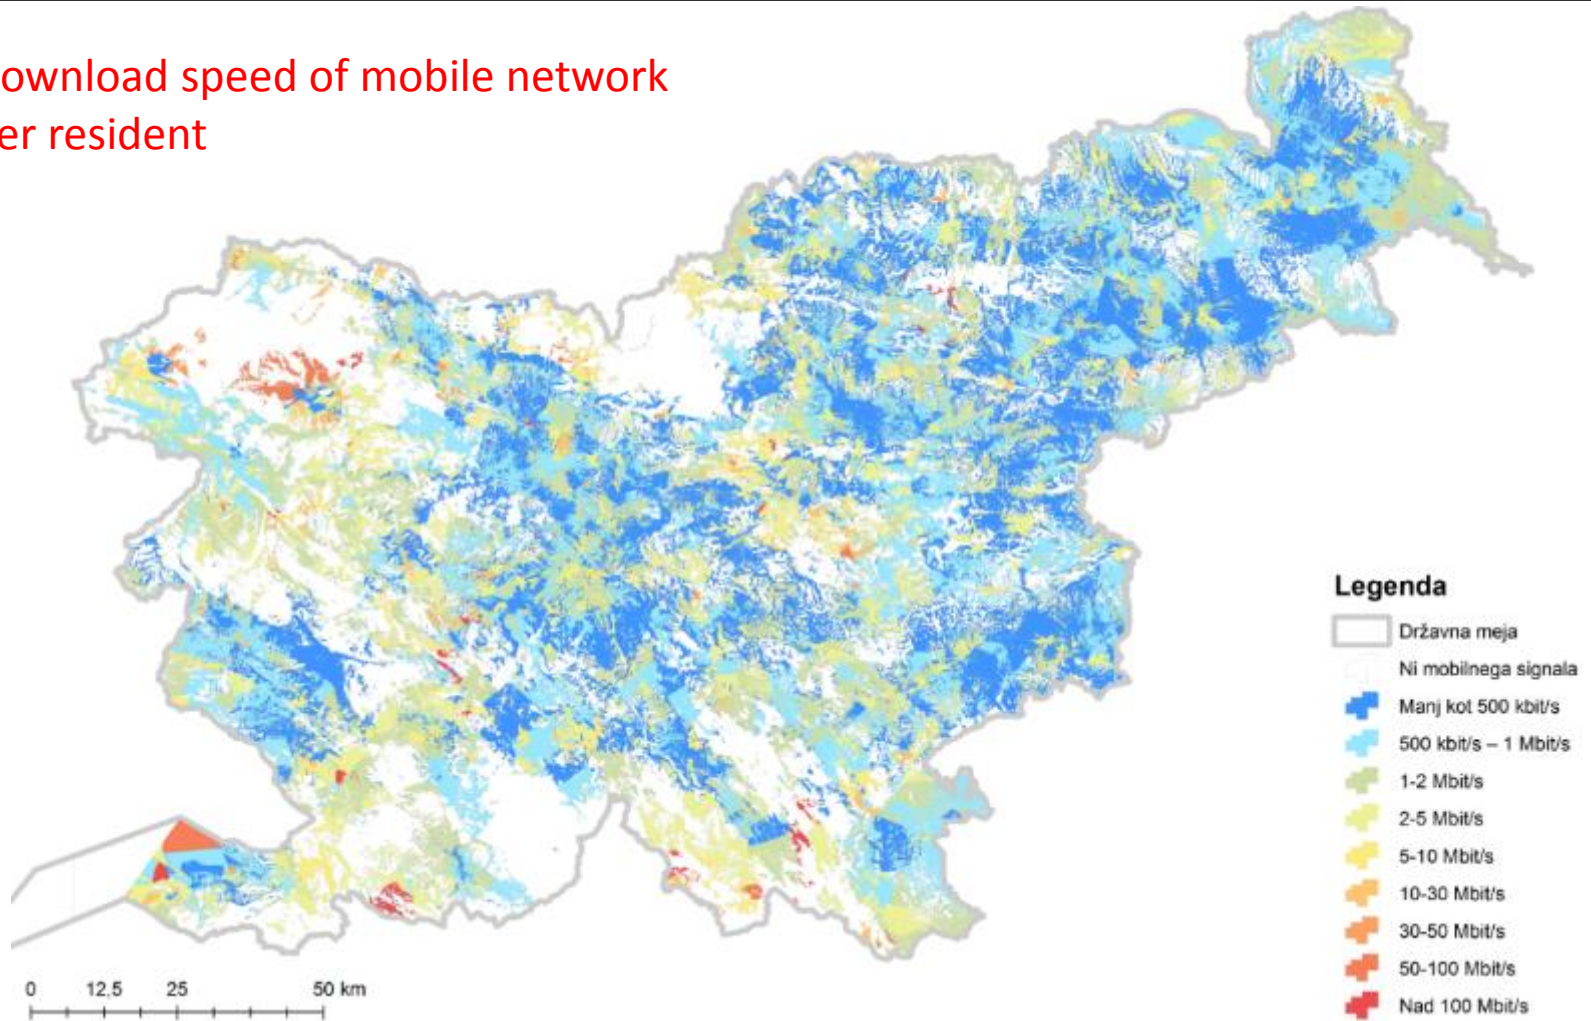 ownload speed of mobile network
er resident
Legenda
Državna meja
Ni mobilnega signala
Manj kot 500 kbit/s
500 kbit/s – 1 Mbit/s
1-2 Mbit/s
2-5 Mbit/s
5-10 Mbit/s
10-30 Mbit/s
30-50 Mbit/s
50-100 Mbit/s
Nad 100 Mbit/s
0 12,5 25 50 km